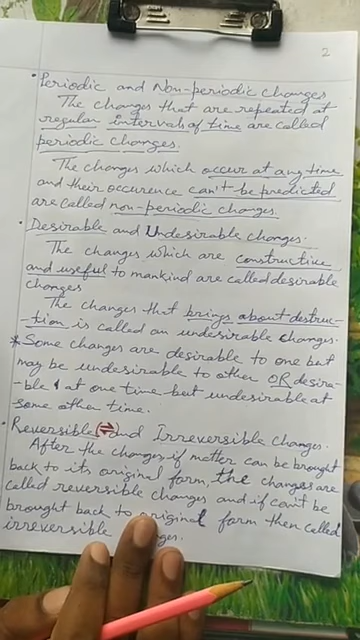 2
• Periodic and Non-periodic Changes
The changes that are repeated at
regular intervals of time are called
periodic changes.
The changes which occur at any time
and their occurence can't be predicted
are called non-periodic changes.
• Desirable and Undesirable changes.
The changes which are constructive
and useful to mankind are called desirable
changes
The changes that brings about destruc-
-tion is called an undesirable changes.
* Some changes are desirable to one but
may be undesirable to other OR desira-
-ble at one time but undesirable at
some other time.
• Reversible (⇌) and Irreversible Changes.
After the changes if matter can be brought
back to its original form, the changes are
called reversible changes and if can't be
brought back to original form then called
irreversible